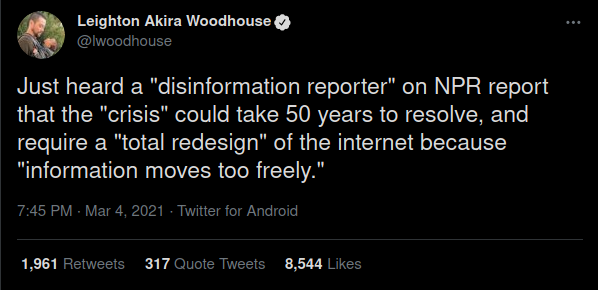 Leighton Akira Woodhouse
@lwoodhouse
Just heard a "disinformation reporter" on NPR report
that the "crisis" could take 50 years to resolve, and
require a "total redesign" of the internet because
"information moves too freely."
7:45 PM · Mar 4, 2021 · Twitter for Android
1,961 Retweets 317 Quote Tweets 8,544 Likes